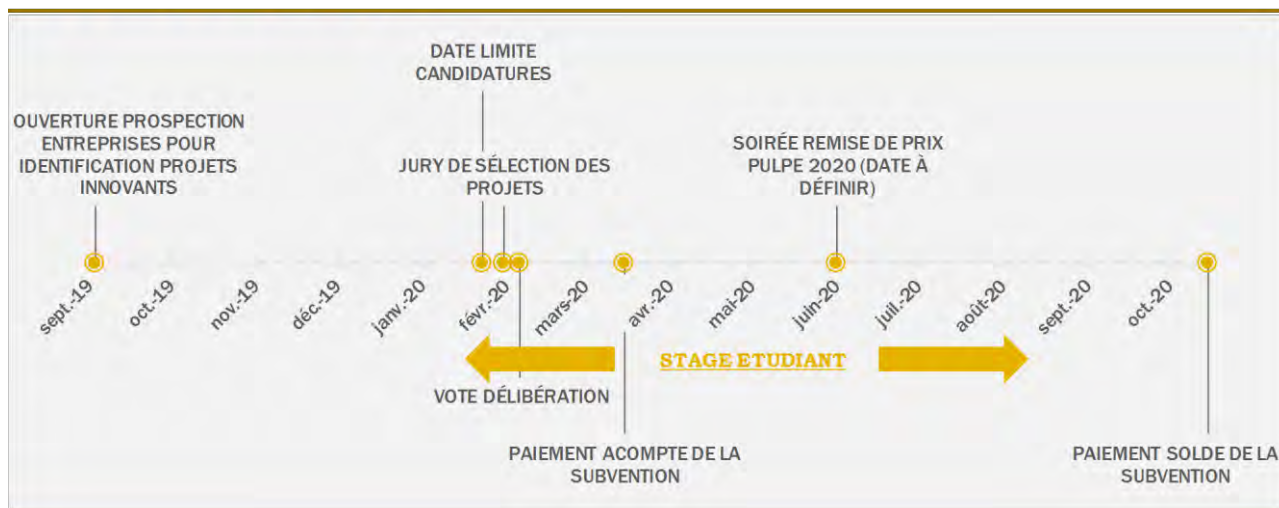 DATE LIMITE
CANDIDATURES
OUVERTURE PROSPECTION
ENTREPRISES POUR
IDENTIFICATION PROJETS
INNOVANTS
JURY DE SÉLECTION DES
PROJETS
SOIRÉE REMISE DE PRIX
PULPE 2020 (DATE À
DÉFINIR)
sept.-19
oct.-19
nov.-19
déc.-19
janv.-20
févr.-20
mars-20
avr.-20
mai-20
juin-20
juil.-20
août-20
sept.-20
oct.-20
STAGE ETUDIANT
VOTE DÉLIBÉRATION
PAIEMENT ACOMPTE DE LA
SUBVENTION
PAIEMENT SOLDE DE LA
SUBVENTION